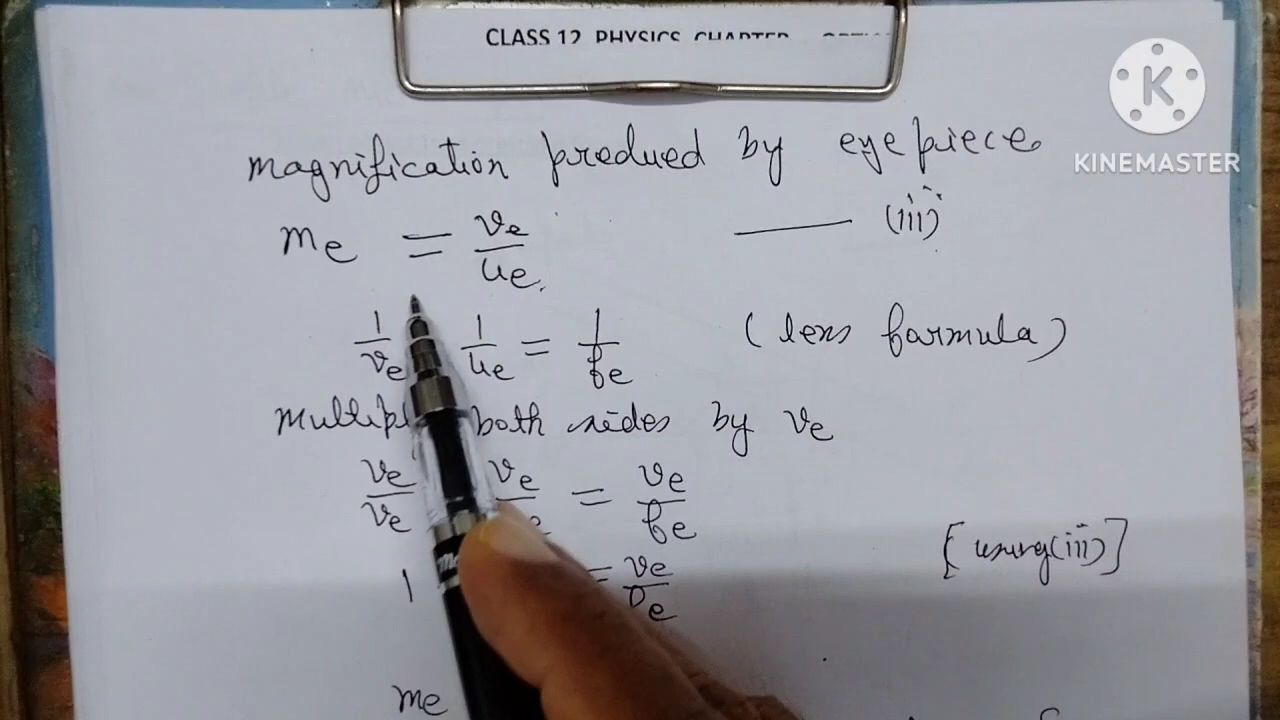 CLASS 12 PHYSICS CHAPTER
KINEMASTER
magnification produed by eyepiece
me = ve/ue —— (iii)
1/ve 1/ue = 1/fe (lens formula)
both sides by ve
ve/ve ve = ve/fe
[using(iii)]
1 = ve/
me